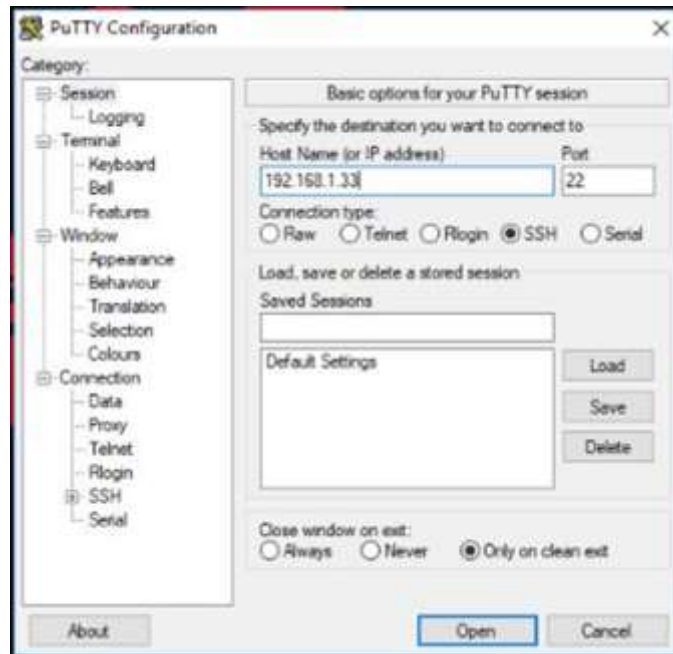 PuTTY Configuration
Category:
Session
Logging
Terminal
Keyboard
Bell
Features
Window
Appearance
Behaviour
Translation
Selection
Colours
Connection
Data
Proxy
Telnet
Rlogin
SSH
Serial
Basic options for your PuTTY session
Specify the destination you want to connect to
Host Name (or IP address) Port
192.168.1.33 22
Connection type:
Raw Telnet Rlogin SSH Serial
Load, save or delete a stored session
Saved Sessions
Default Settings
Load
Save
Delete
Close window on exit:
Always Never Only on clean exit
About Open Cancel